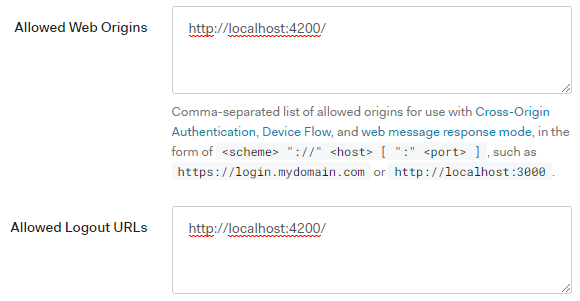 Allowed Web Origins
http://localhost:4200/
Comma-separated list of allowed origins for use with Cross-Origin
Authentication, Device Flow, and web message response mode, in the
form of <scheme> "://" <host> [ ":" <port> ] , such as
https://login.mydomain.com or http://localhost:3000 .
Allowed Logout URLs
http://localhost:4200/